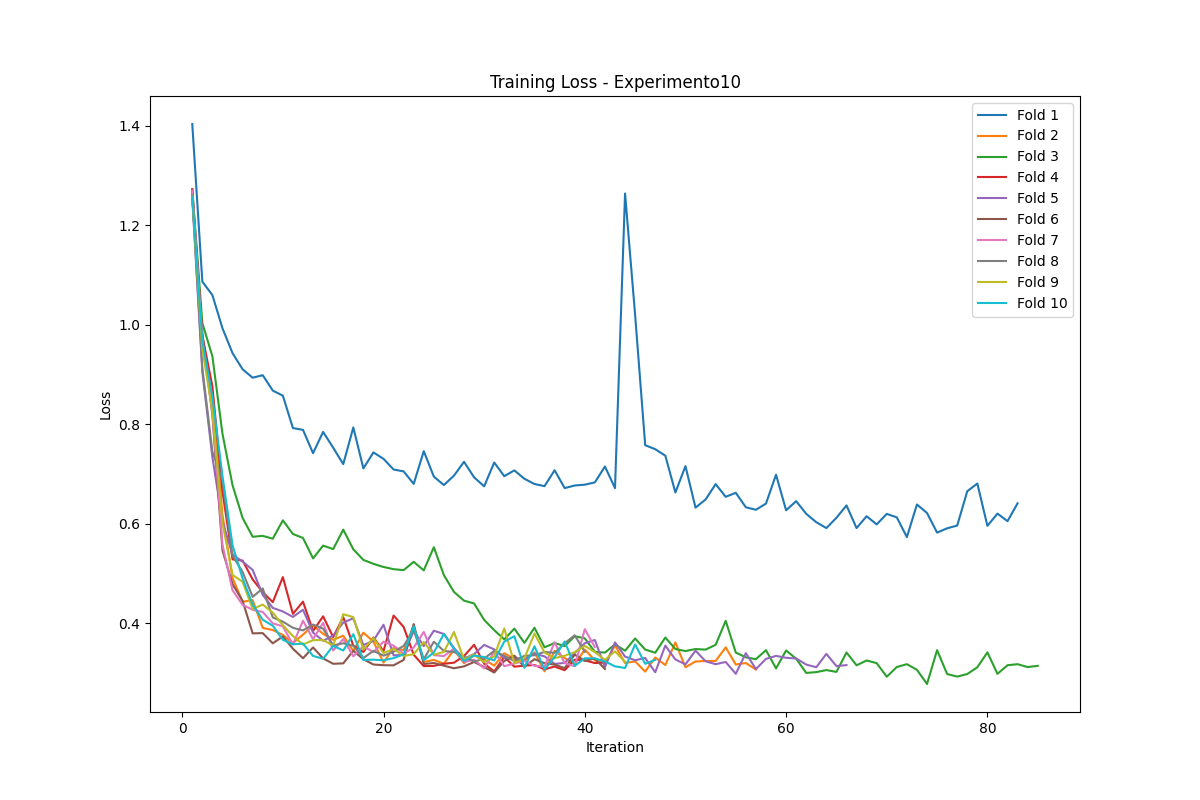 Training Loss - Experimento10
Loss
1.4
1.2
1.0
0.8
0.6
0.4
0
20
40
60
80
Iteration
Fold 1
Fold 2
Fold 3
Fold 4
Fold 5
Fold 6
Fold 7
Fold 8
Fold 9
Fold 10